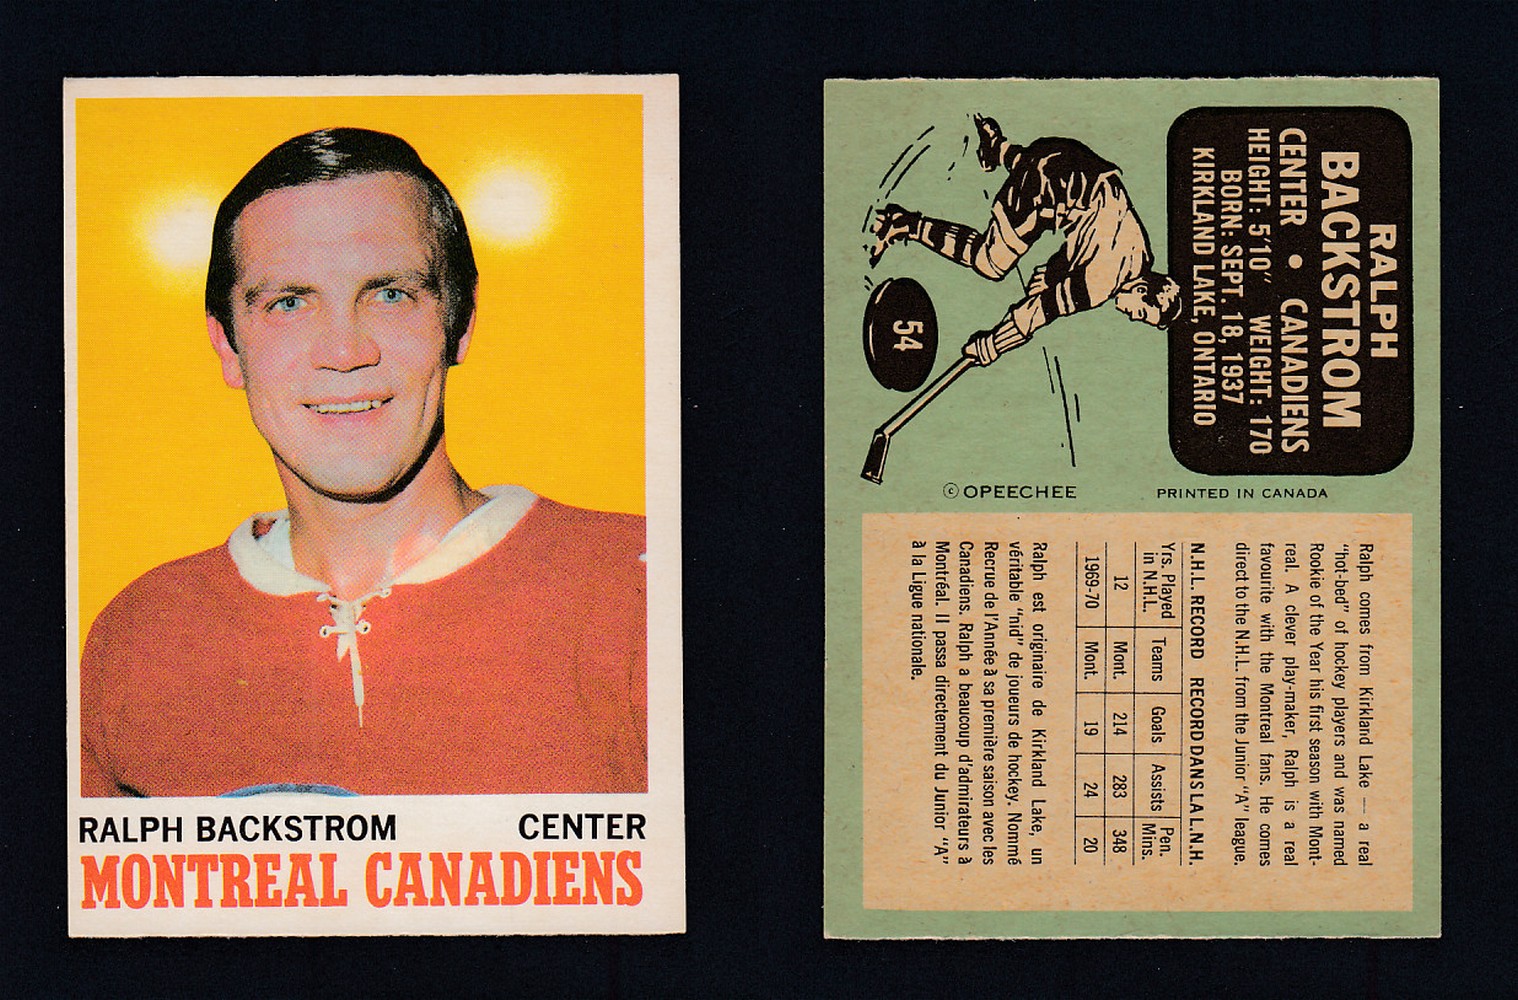 RALPH BACKSTROM CENTER
MONTREAL CANADIENS
RALPH
BACKSTROM
CENTER • CANADIENS
HEIGHT: 5'10" WEIGHT: 170
BORN: SEPT. 18, 1937
KIRKLAND LAKE, ONTARIO
54
© OPEECHEE PRINTED IN CANADA
Ralph comes from Kirkland Lake — a real
"hot-bed" of hockey players and was named
Rookie of the Year his first season with Mont-
real. A clever play-maker, Ralph is a real
favourite with the Montreal fans. He comes
direct to the N.H.L. from the Junior "A" league.
N.H.L. RECORD RECORD DANS LA L.N.H.
Yrs. Played in N.H.L. Teams Goals Assists Pen. Mins.
12 Mont. 214 283 348
1969-70 Mont. 19 24 20
Ralph est originaire de Kirkland Lake, un
véritable "nid" de joueurs de hockey. Nommé
Recrue de l'Année à sa première saison avec les
Canadiens. Ralph a beaucoup d'admirateurs à
Montréal. Il passa directement du Junior "A"
à la Ligue nationale.